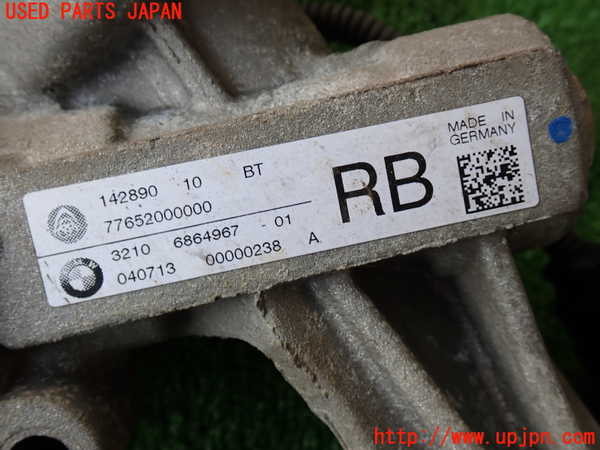 USED PARTS JAPAN
142890 10 BT
77652000000
3210 6864967 - 01
040713 00000238 A
RB
MADE IN
GERMANY
http://www.upjpn.com/